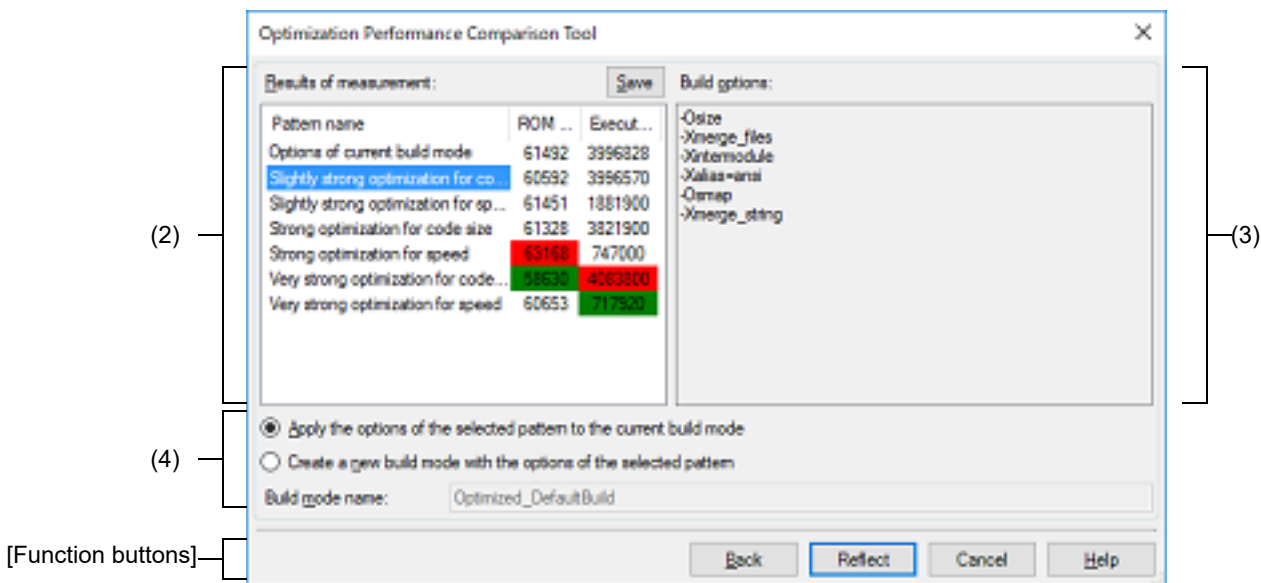 Optimization Performance Comparison Tool
Results of measurement: Save Build options:
Pattern name ROM ... Execut...
Options of current build mode 61492 3996828
Slightly strong optimization for co... 60592 3996570
Slightly strong optimization for sp... 61451 1881900
Strong optimization for code size 61328 3821900
Strong optimization for speed 63168 747000
Very strong optimization for code... 58630 4083800
Very strong optimization for speed 60653 717920
-Osize
-Xmerge_files
-Xintermodule
-Xalias=ansi
-Osmap
-Xmerge_string
(2)
(3)
Apply the options of the selected pattern to the current build mode
(4) Create a new build mode with the options of the selected pattern
Build mode name: Optimized_DefaultBuild
[Function buttons] Back Reflect Cancel Help